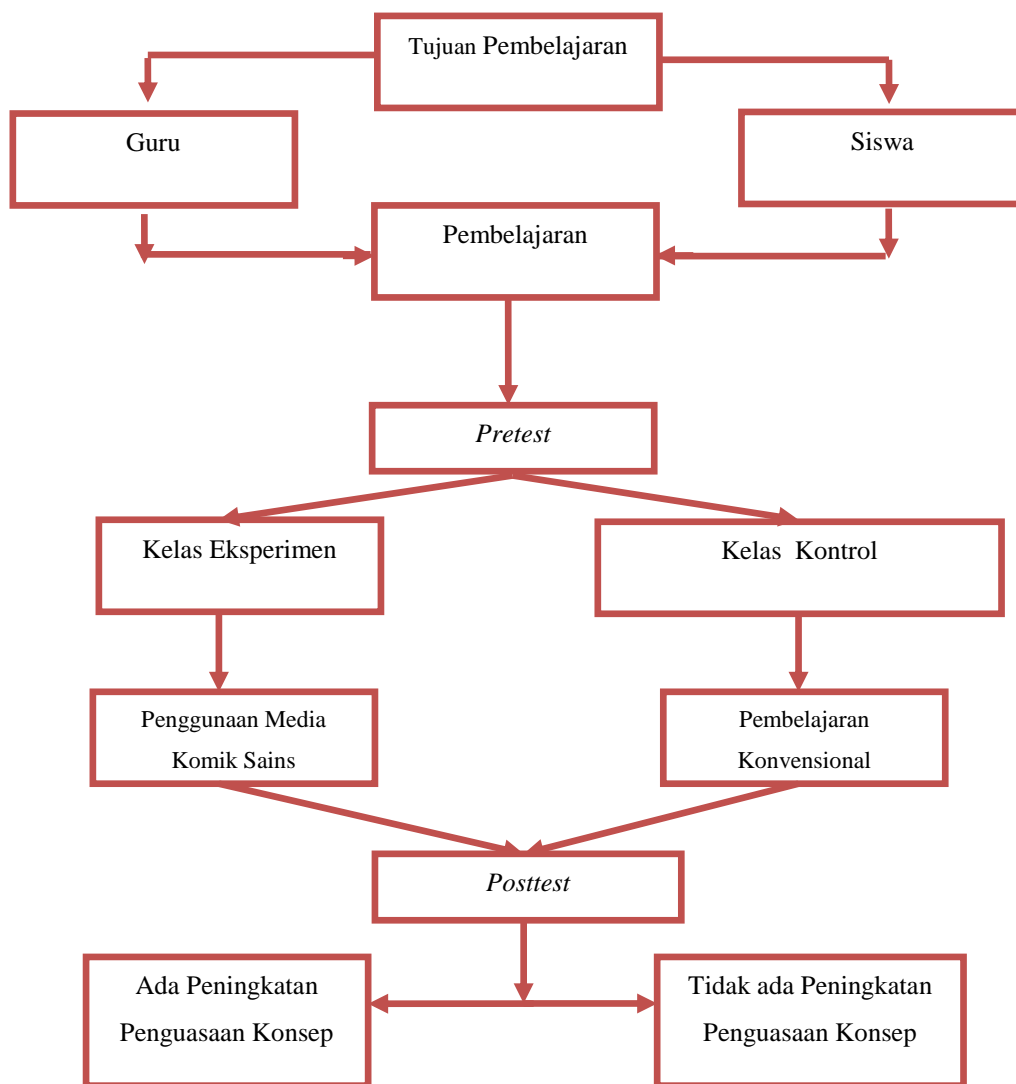 Tujuan Pembelajaran
Guru
Siswa
Pembelajaran
Pretest
Kelas Eksperimen
Kelas Kontrol
Penggunaan Media
Komik Sains
Pembelajaran
Konvensional
Posttest
Ada Peningkatan
Penguasaan Konsep
Tidak ada Peningkatan
Penguasaan Konsep